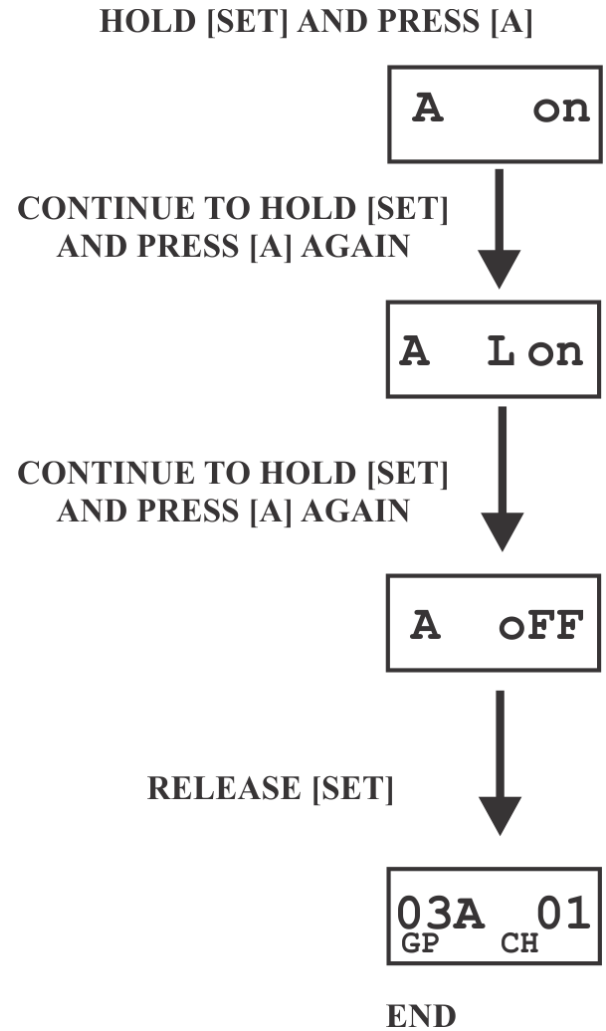 HOLD [SET] AND PRESS [A]
A on
CONTINUE TO HOLD [SET]
AND PRESS [A] AGAIN
A L on
CONTINUE TO HOLD [SET]
AND PRESS [A] AGAIN
A oFF
RELEASE [SET]
03A 01
GP CH
END